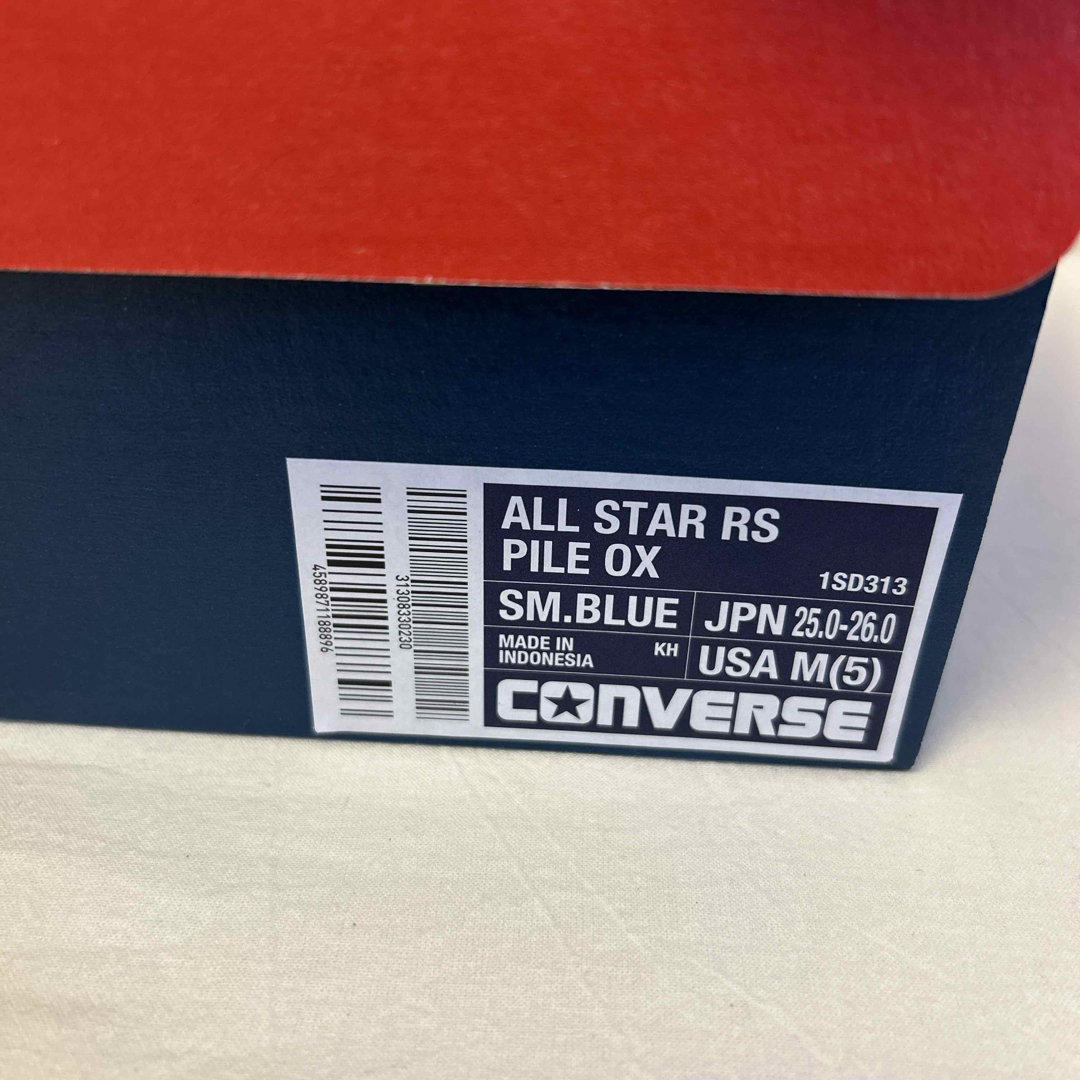 ALL STAR RS
PILE OX
1SD313
SM.BLUE
JPN 25.0-26.0
MADE IN
INDONESIA
KH
USA M(5)
CONVERSE
4589871188896
31308330230